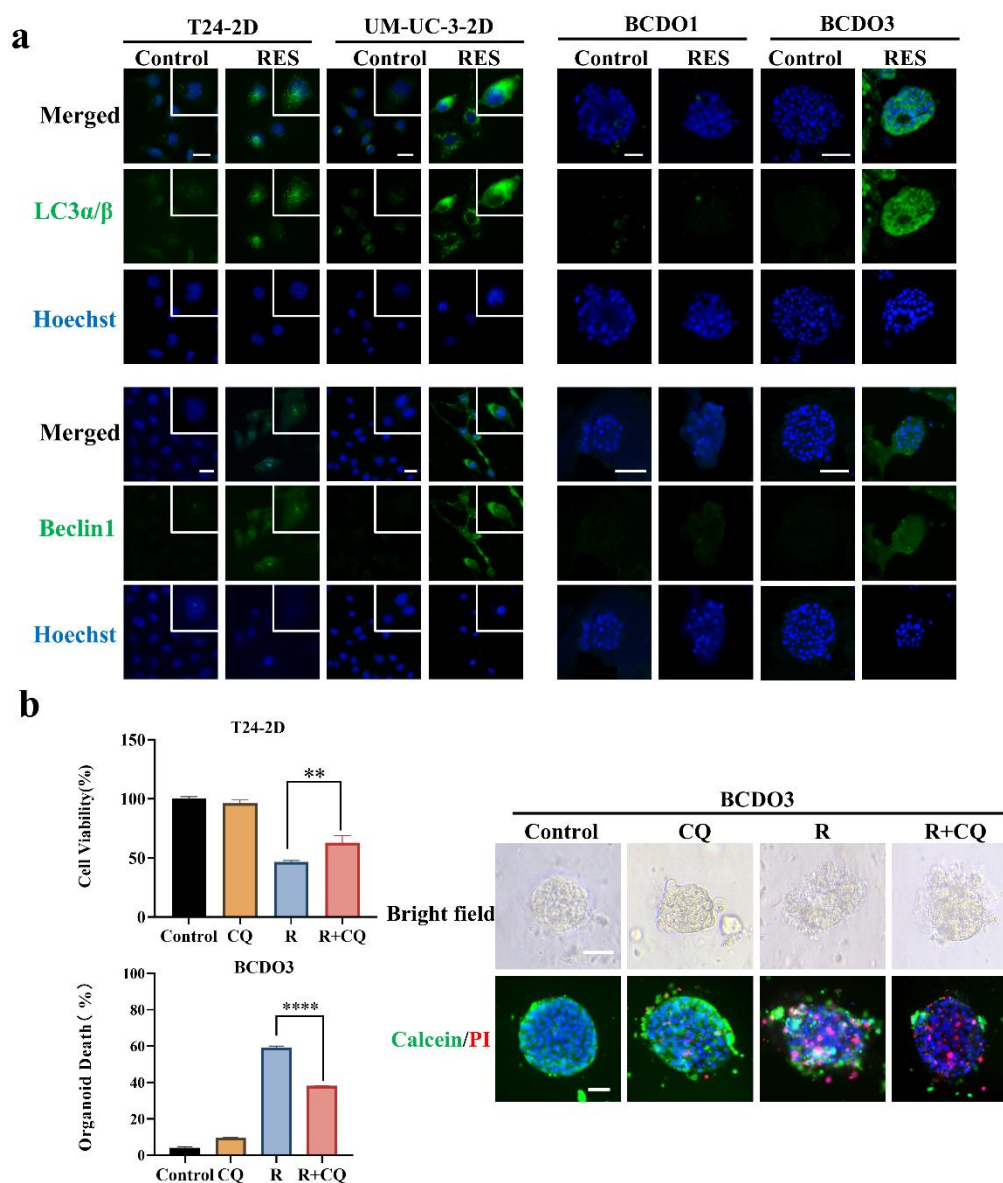 a
T24-2D UM-UC-3-2D BCDO1 BCDO3
Control RES Control RES Control RES Control RES
Merged
LC3α/β
Hoechst
Merged
Beclin1
Hoechst
b
T24-2D
Cell Viability(%)
150
100
50
0
**
Control CQ R R+CQ
BCDO3
Organoid Death（%）
100
80
60
40
20
0
****
Control CQ R R+CQ
BCDO3
Control CQ R R+CQ
Bright field
Calcein/PI